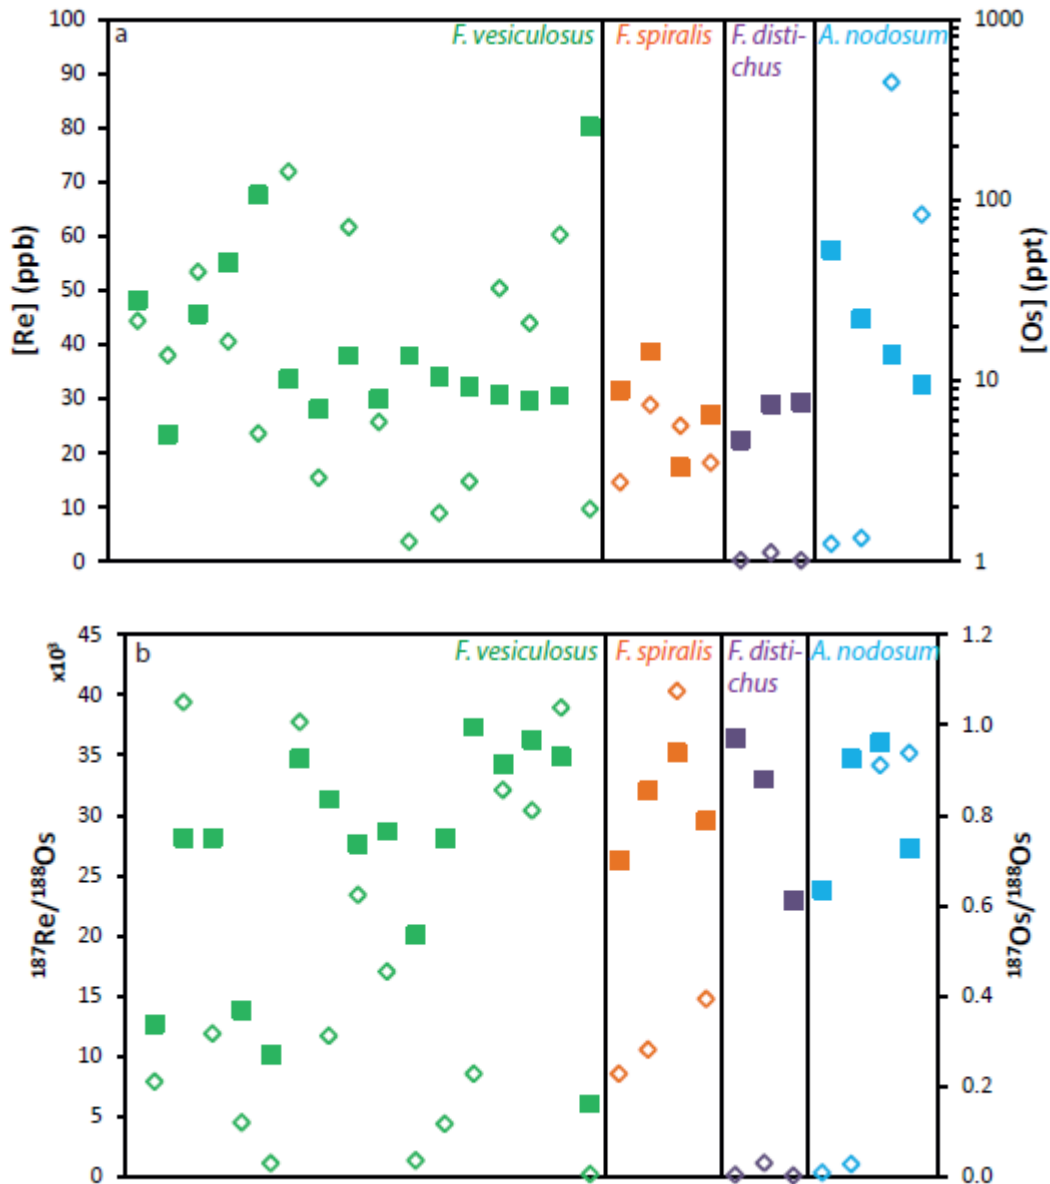 100
90
80
70
60
50
40
30
20
10
0
[Re] (ppb)
a
F. vesiculosus
F. spiralis
F. disti-
chus
A. nodosum
1000
100
10
1
[Os] (ppt)
x10³
45
40
35
30
25
20
15
10
5
0
¹⁸⁷Re/¹⁸⁸Os
b
F. vesiculosus
F. spiralis
F. disti-
chus
A. nodosum
1.2
1.0
0.8
0.6
0.4
0.2
0.0
¹⁸⁷Os/¹⁸⁸Os